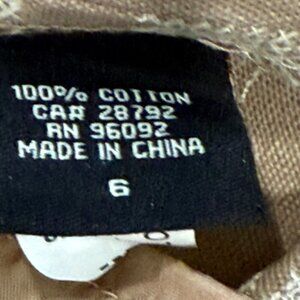 100% COTTON
CA# 28792
RN 96092
MADE IN CHINA
6